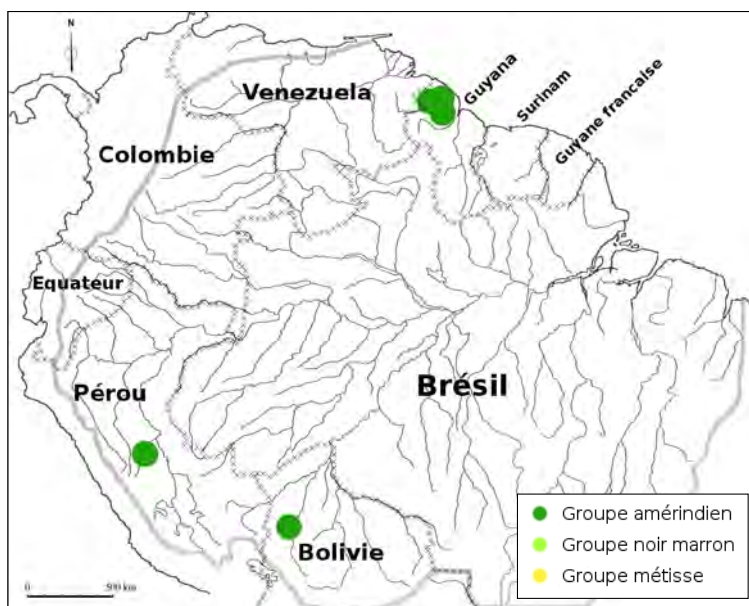 N
Venezuela
Guyana
Surinam
Guyane francaise
Colombie
Equateur
Pérou
Brésil
Bolivie
Groupe amérindien
Groupe noir marron
Groupe métisse
0 500 km